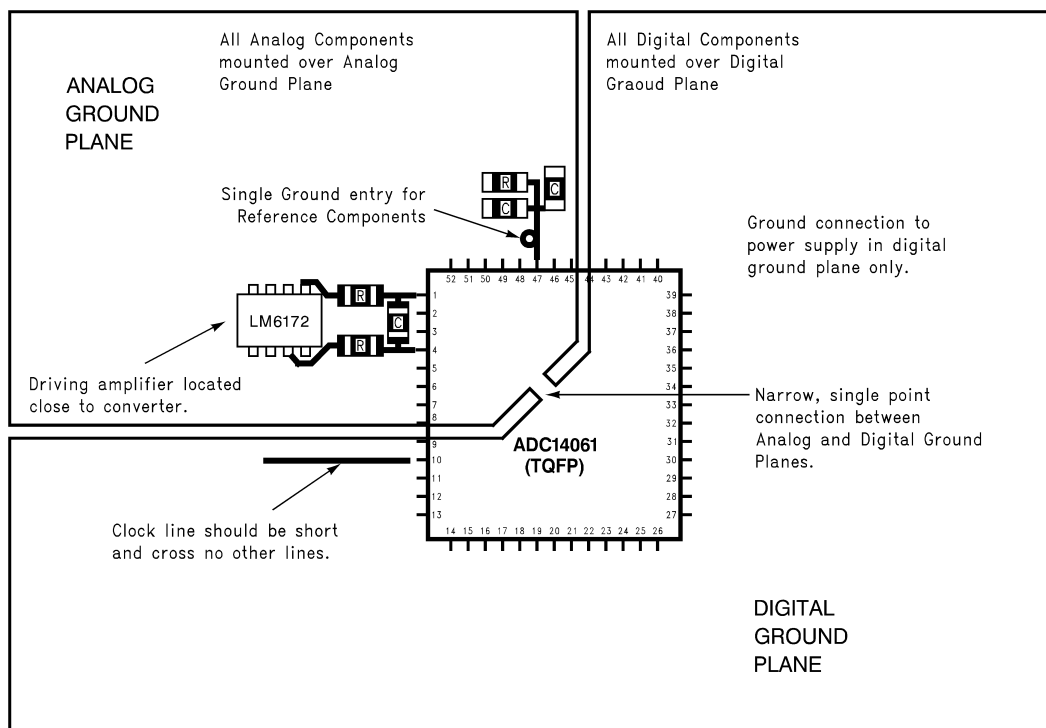 All Analog Components
mounted over Analog
Ground Plane
All Digital Components
mounted over Digital
Graoud Plane
ANALOG
GROUND
PLANE
Single Ground entry for
Reference Components
R
C
C
Ground connection to
power supply in digital
ground plane only.
52 51 50 49 48 47 46 45 44 43 42 41 40
LM6172
R
C
R
1
2
3
4
5
6
7
8
9
10
11
12
13
39
38
37
36
35
34
33
32
31
30
29
28
27
Driving amplifier located
close to converter.
Narrow, single point
connection between
Analog and Digital Ground
Planes.
ADC14061
(TQFP)
Clock line should be short
and cross no other lines.
14 15 16 17 18 19 20 21 22 23 24 25 26
DIGITAL
GROUND
PLANE